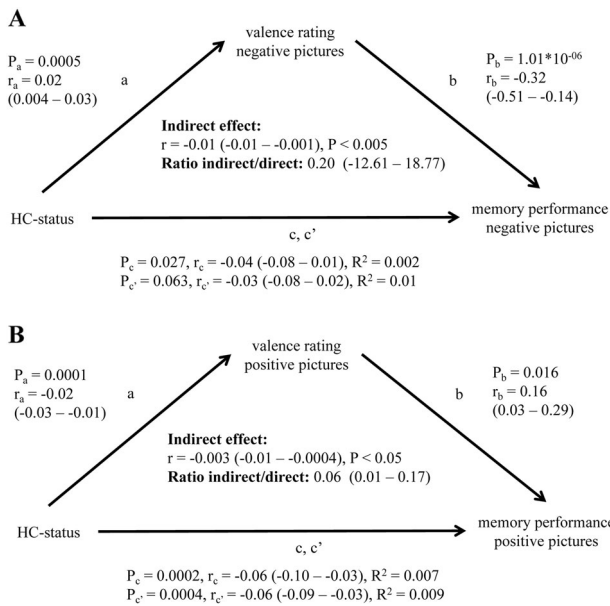 A
valence rating
negative pictures
Pa = 0.0005
ra = 0.02
(0.004 – 0.03)
a
Pb = 1.01*10-06
rb = -0.32
(-0.51 – -0.14)
b
Indirect effect:
r = -0.01 (-0.01 – -0.001), P < 0.005
Ratio indirect/direct: 0.20 (-12.61 – 18.77)
HC-status
memory performance
negative pictures
c, c’
Pc = 0.027, rc = -0.04 (-0.08 – 0.01), R2 = 0.002
Pc’ = 0.063, rc’ = -0.03 (-0.08 – 0.02), R2 = 0.01
B
valence rating
positive pictures
Pa = 0.0001
ra = -0.02
(-0.03 – -0.01)
a
Pb = 0.016
rb = 0.16
(0.03 – 0.29)
b
Indirect effect:
r = -0.003 (-0.01 – -0.0004), P < 0.05
Ratio indirect/direct: 0.06 (0.01 – 0.17)
HC-status
memory performance
positive pictures
c, c’
Pc = 0.0002, rc = -0.06 (-0.10 – -0.03), R2 = 0.007
Pc’ = 0.0004, rc’ = -0.06 (-0.09 – -0.03), R2 = 0.009